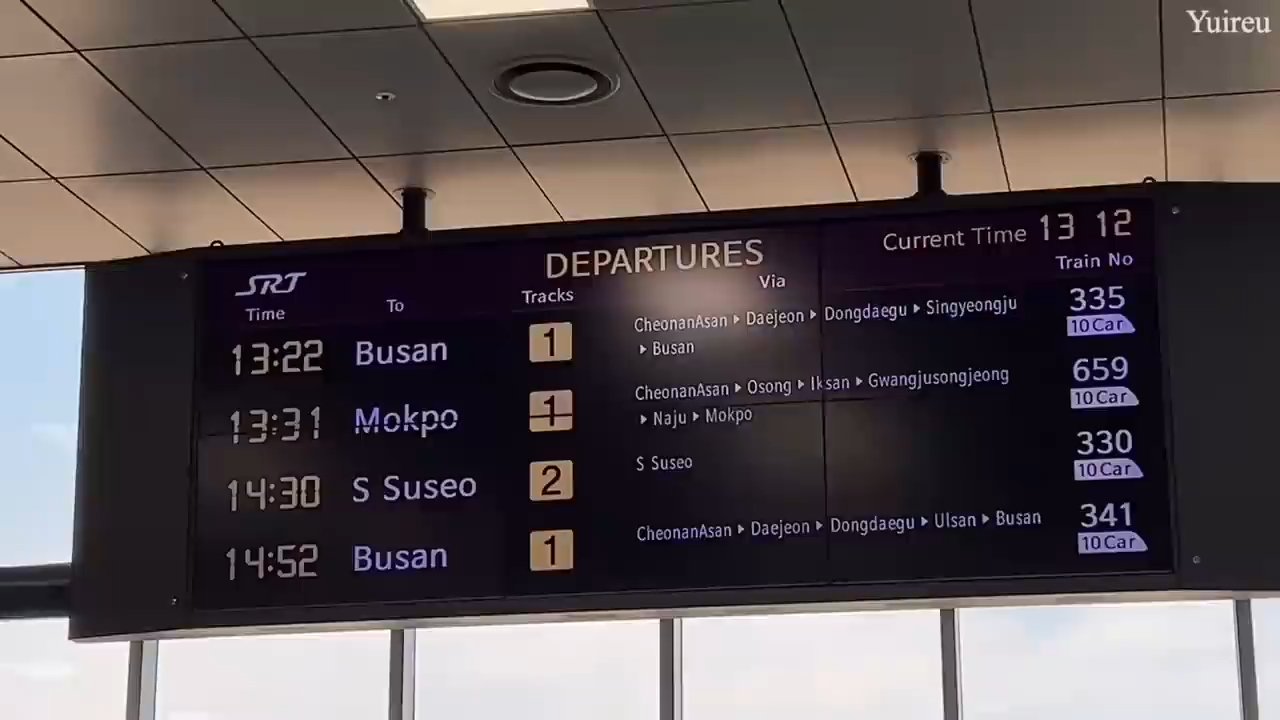 Yuireu
SRT DEPARTURES Current Time 13 12
Time To Tracks Via Train No
13:22 Busan 1 CheonanAsan ▸ Daejeon ▸ Dongdaegu ▸ Singyeongju 335
▸ Busan 10 Car
13:31 Mokpo 1 CheonanAsan ▸ Osong ▸ Iksan ▸ Gwangjusongjeong 659
▸ Naju ▸ Mokpo 10 Car
14:30 S Suseo 2 S Suseo 330
10 Car
14:52 Busan 1 CheonanAsan ▸ Daejeon ▸ Dongdaegu ▸ Ulsan ▸ Busan 341
10 Car